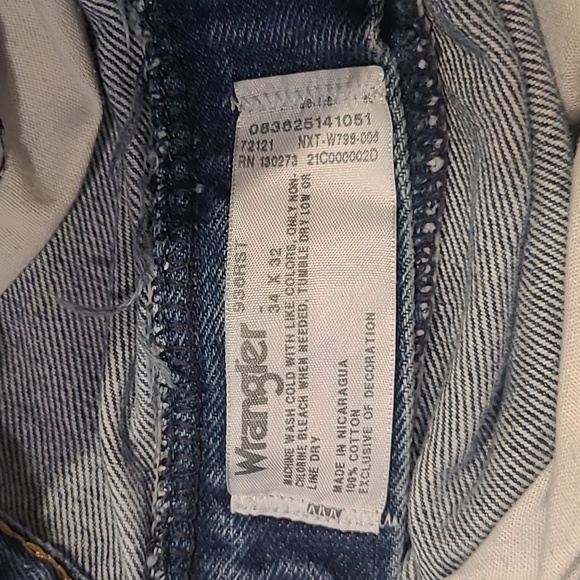 083625141051
72121 NXT-W798-006
RN 130273 21C000002D
Wrangler 936RST
34 X 32
MACHINE WASH COLD WITH LIKE COLORS, ONLY NON-
CHLORINE BLEACH WHEN NEEDED, TUMBLE DRY LOW OR
LINE DRY
MADE IN NICARAGUA
100% COTTON
EXCLUSIVE OF DECORATION